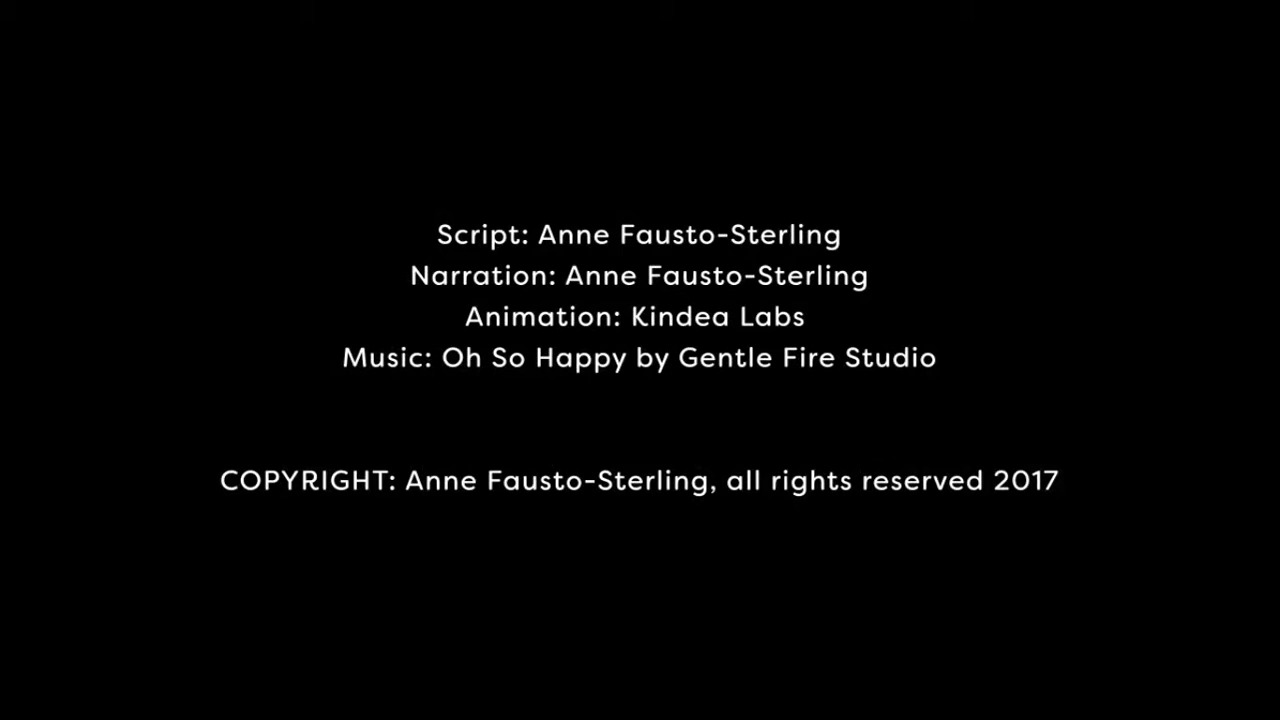 Script: Anne Fausto-Sterling
Narration: Anne Fausto-Sterling
Animation: Kindea Labs
Music: Oh So Happy by Gentle Fire Studio
COPYRIGHT: Anne Fausto-Sterling, all rights reserved 2017